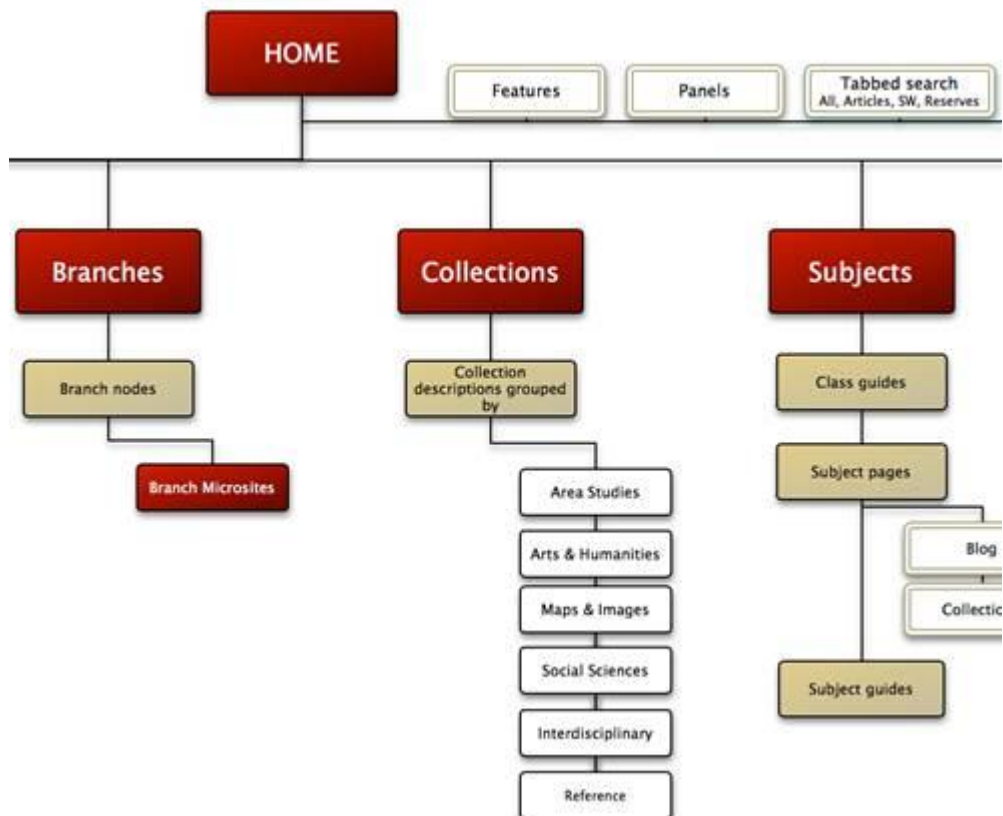 HOME
Features
Panels
Tabbed search
All, Articles, SW, Reserves
Branches
Collections
Subjects
Branch nodes
Collection
descriptions grouped
by
Class guides
Branch Microsites
Subject pages
Area Studies
Arts & Humanities
Maps & Images
Social Sciences
Interdisciplinary
Reference
Blog
Subject guides